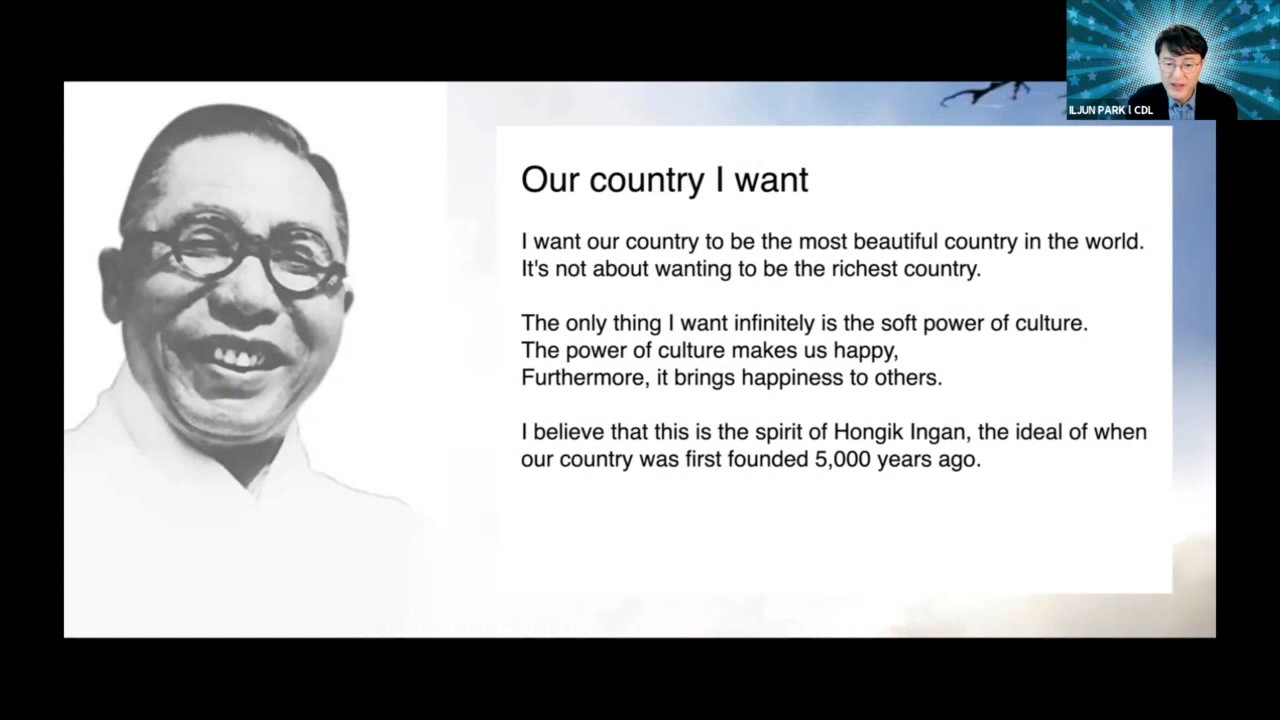 ILJUN PARK l CDL
Our country I want
I want our country to be the most beautiful country in the world.
It's not about wanting to be the richest country.
The only thing I want infinitely is the soft power of culture.
The power of culture makes us happy,
Furthermore, it brings happiness to others.
I believe that this is the spirit of Hongik Ingan, the ideal of when
our country was first founded 5,000 years ago.